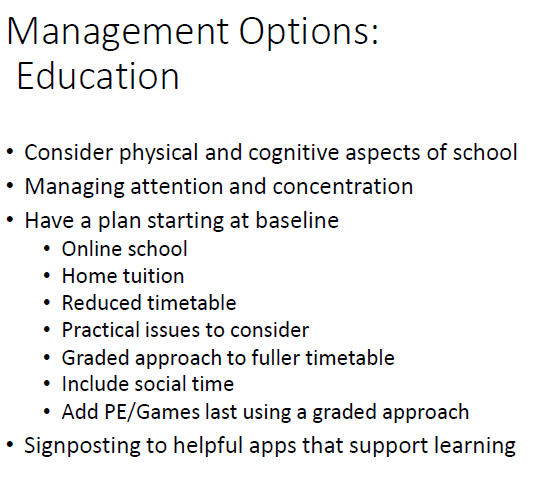 Management Options:
Education
• Consider physical and cognitive aspects of school
• Managing attention and concentration
• Have a plan starting at baseline
• Online school
• Home tuition
• Reduced timetable
• Practical issues to consider
• Graded approach to fuller timetable
• Include social time
• Add PE/Games last using a graded approach
• Signposting to helpful apps that support learning